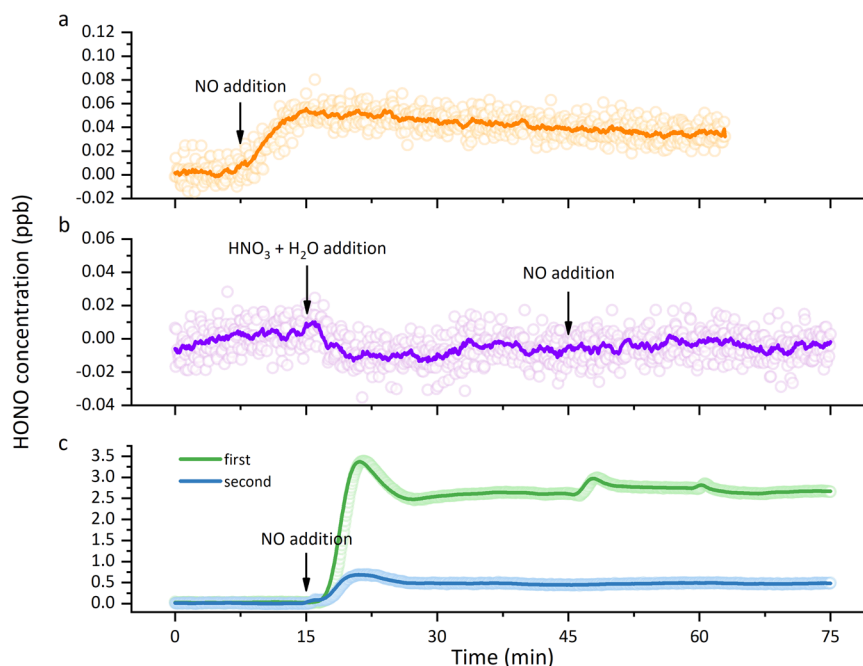 a
0.12
0.10
0.08
0.06
0.04
0.02
0.00
-0.02
NO addition
b
0.06
0.04
0.02
0.00
-0.02
-0.04
HNO₃ + H₂O addition
NO addition
HONO concentration (ppb)
c
3.5
3.0
2.5
2.0
1.5
1.0
0.5
0.0
first
second
NO addition
0
15
30
45
60
75
Time (min)